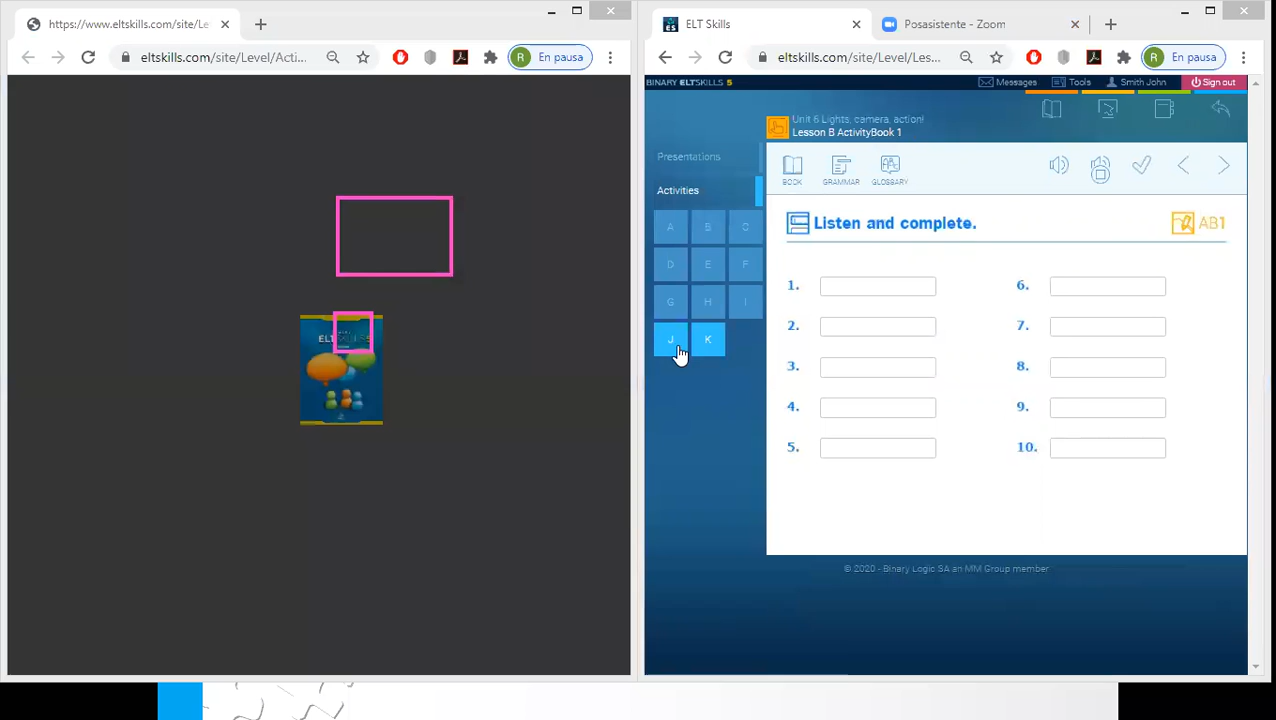 https://www.eltskills.com/site/Le
eltskills.com/site/Level/Acti...
R En pausa
ELTSKILLS
ELT Skills
Posasistente - Zoom
eltskills.com/site/Level/Les...
R En pausa
BINARY ELTSKILLS 5
Messages
Tools
Smith John
Sign out
Unit 6 Lights, camera, action!
Lesson B ActivityBook 1
Presentations
Activities
A B C
D E F
G H I
J K
BOOK
GRAMMAR
GLOSSARY
Listen and complete.
AB1
1.
2.
3.
4.
5.
6.
7.
8.
9.
10.
© 2020 - Binary Logic SA an MM Group member